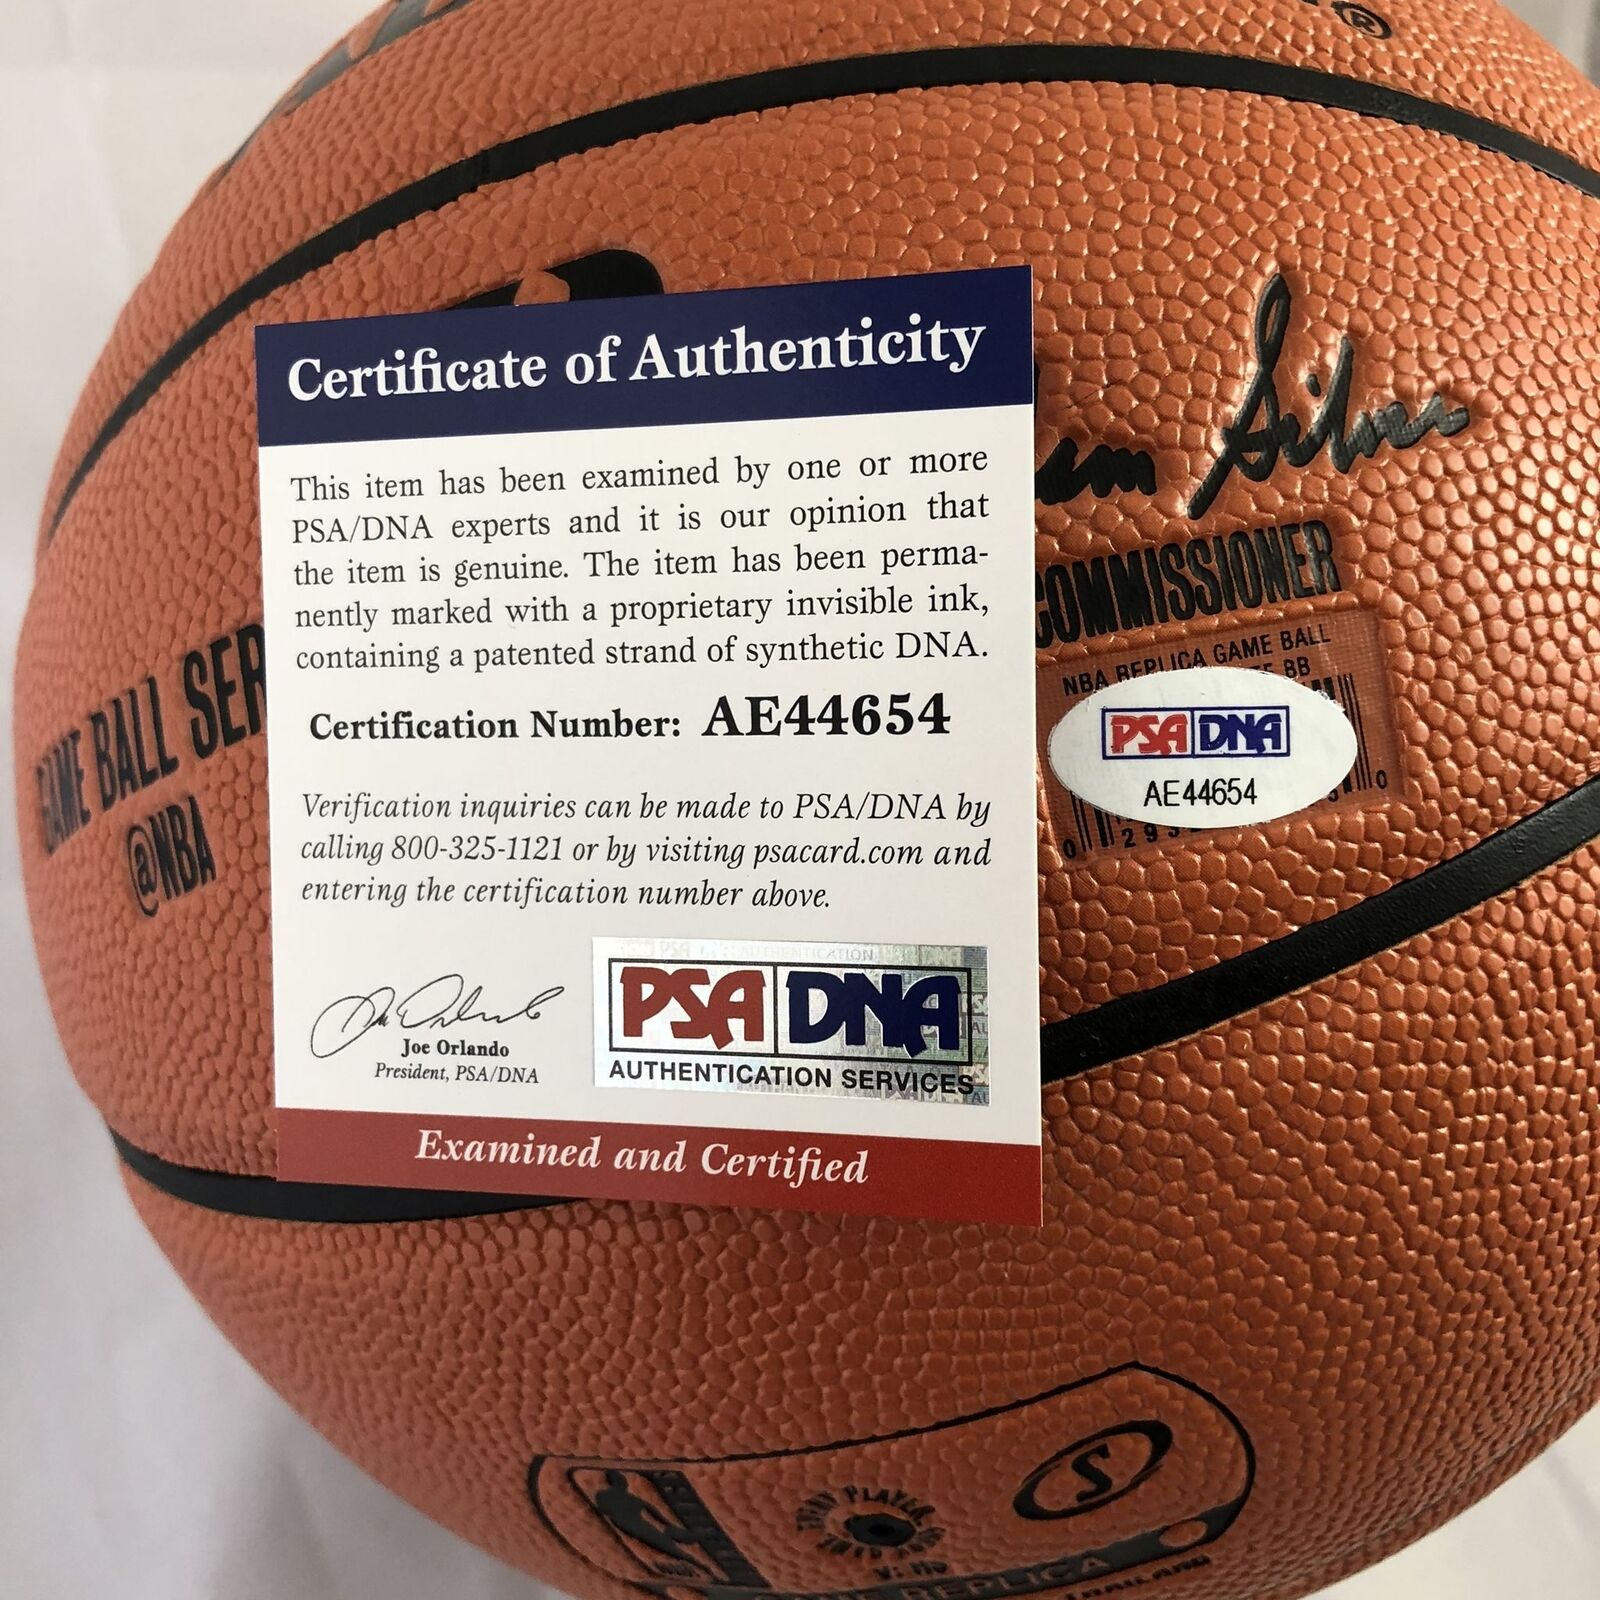 ®
Certificate of Authenticity
This item has been examined by one or more
PSA/DNA experts and it is our opinion that
the item is genuine. The item has been perma-
nently marked with a proprietary invisible ink,
containing a patented strand of synthetic DNA.
Certification Number: AE44654
Verification inquiries can be made to PSA/DNA by
calling 800-325-1121 or by visiting psacard.com and
entering the certification number above.
Joe Orlando
President, PSA/DNA
PSA DNA
AUTHENTICATION SERVICES
Examined and Certified
GAME BALL SER
@NBA
Silver
COMMISSIONER
NBA REPLICA GAME BALL
BB
PSA DNA
AE44654
S
REPLICA
THAILAND